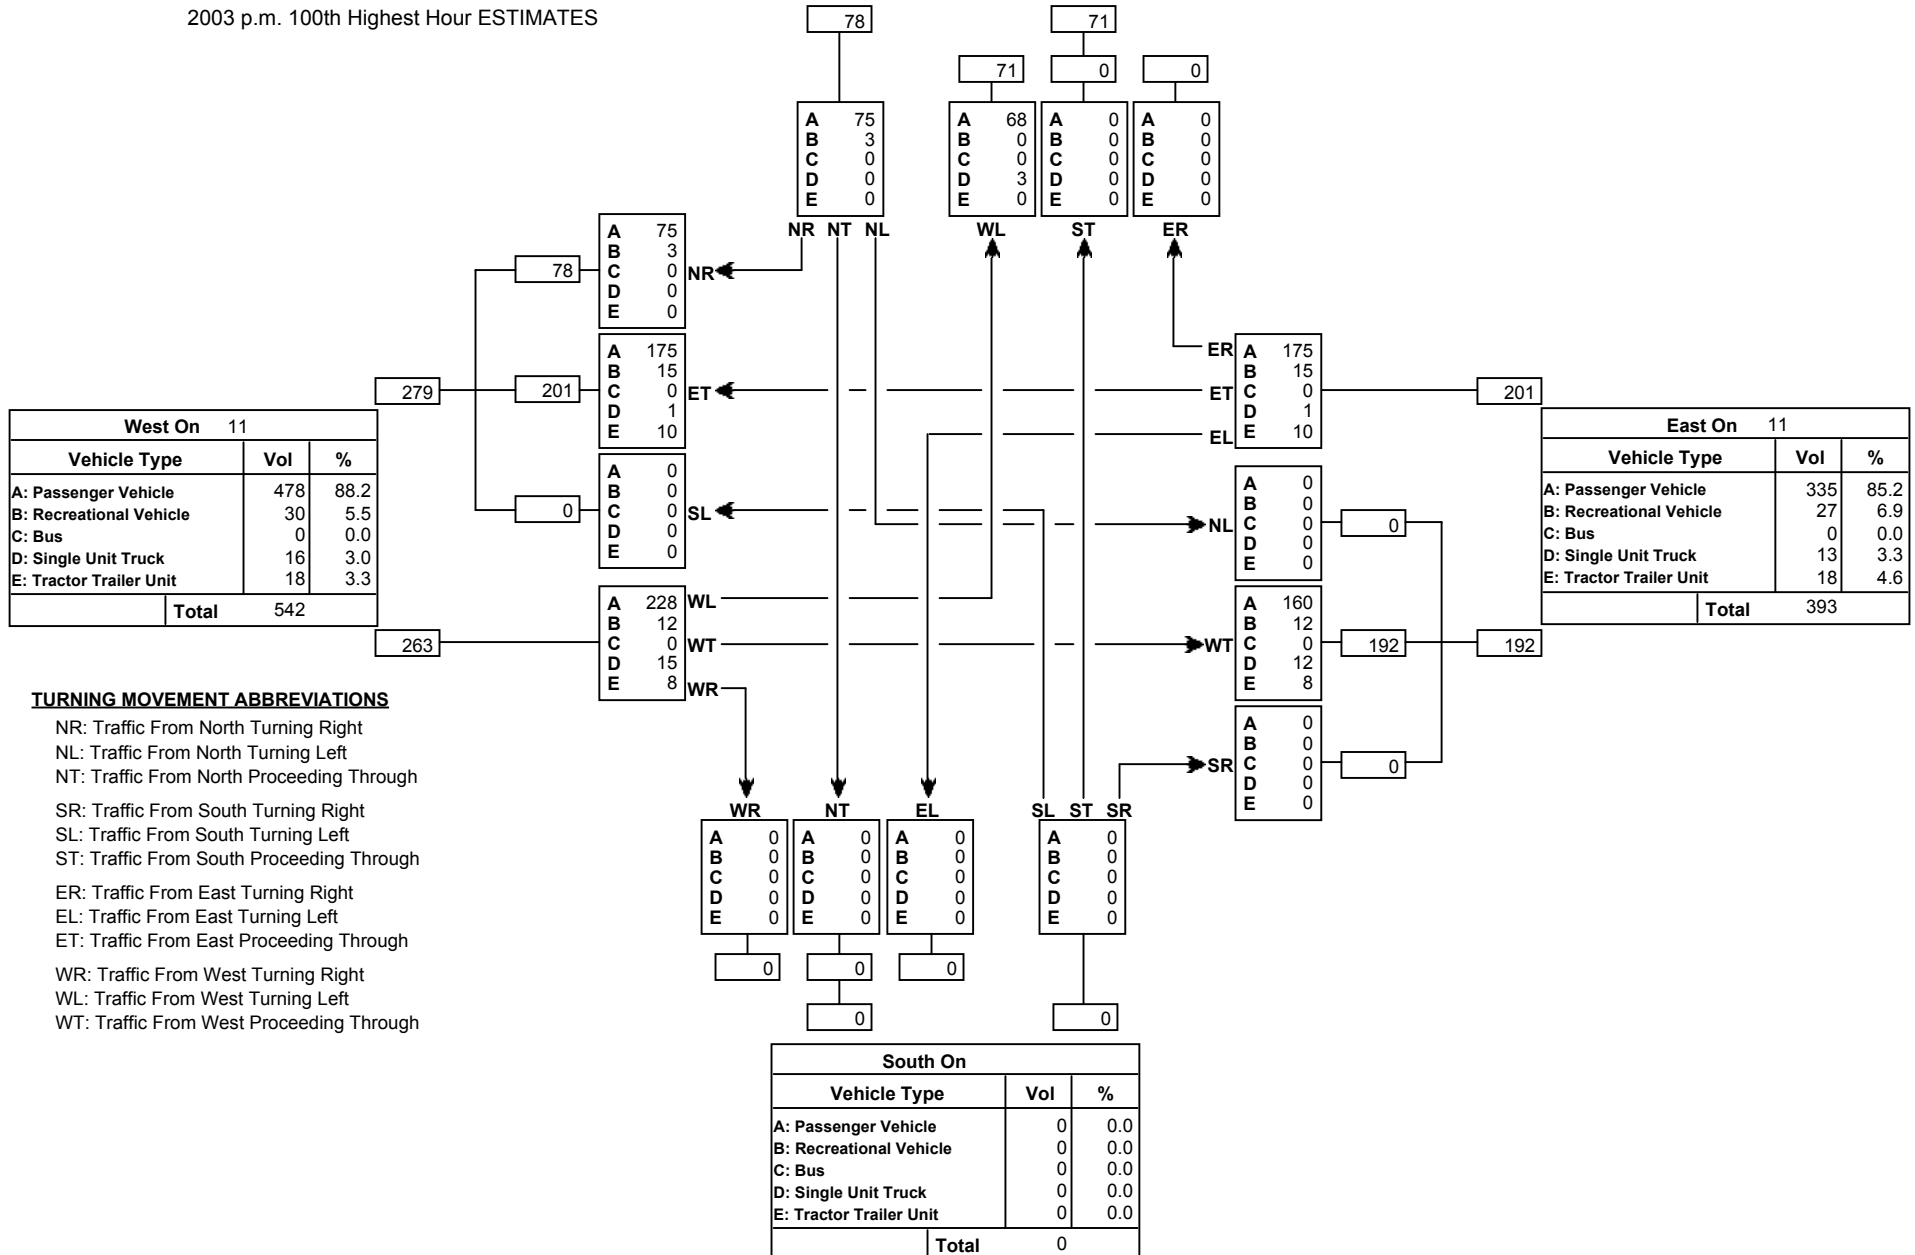 2003 p.m. 100th Highest Hour ESTIMATES
78
71
71
0
0
A 75
B 3
C 0
D 0
E 0
A 68
B 0
C 0
D 3
E 0
A 0
B 0
C 0
D 0
E 0
A 0
B 0
C 0
D 0
E 0
NR NT NL
WL
ST
ER
78
A 75
B 3
C 0
D 0
E 0
NR
279
201
A 175
B 15
C 0
D 1
E 10
ET
0
A 0
B 0
C 0
D 0
E 0
SL
263
A 228
B 12
C 0
D 15
E 8
WL
WT
WR
West On 11
Vehicle Type Vol %
A: Passenger Vehicle 478 88.2
B: Recreational Vehicle 30 5.5
C: Bus 0 0.0
D: Single Unit Truck 16 3.0
E: Tractor Trailer Unit 18 3.3
Total 542
ER
ET
EL
A 175
B 15
C 0
D 1
E 10
201
NL
A 0
B 0
C 0
D 0
E 0
0
WT
A 160
B 12
C 0
D 12
E 8
192
192
SR
A 0
B 0
C 0
D 0
E 0
0
East On 11
Vehicle Type Vol %
A: Passenger Vehicle 335 85.2
B: Recreational Vehicle 27 6.9
C: Bus 0 0.0
D: Single Unit Truck 13 3.3
E: Tractor Trailer Unit 18 4.6
Total 393
TURNING MOVEMENT ABBREVIATIONS
NR: Traffic From North Turning Right
NL: Traffic From North Turning Left
NT: Traffic From North Proceeding Through
SR: Traffic From South Turning Right
SL: Traffic From South Turning Left
ST: Traffic From South Proceeding Through
ER: Traffic From East Turning Right
EL: Traffic From East Turning Left
ET: Traffic From East Proceeding Through
WR: Traffic From West Turning Right
WL: Traffic From West Turning Left
WT: Traffic From West Proceeding Through
WR
NT
EL
SL ST SR
A 0
B 0
C 0
D 0
E 0
A 0
B 0
C 0
D 0
E 0
A 0
B 0
C 0
D 0
E 0
A 0
B 0
C 0
D 0
E 0
0
0
0
0
0
South On
Vehicle Type Vol %
A: Passenger Vehicle 0 0.0
B: Recreational Vehicle 0 0.0
C: Bus 0 0.0
D: Single Unit Truck 0 0.0
E: Tractor Trailer Unit 0 0.0
Total 0